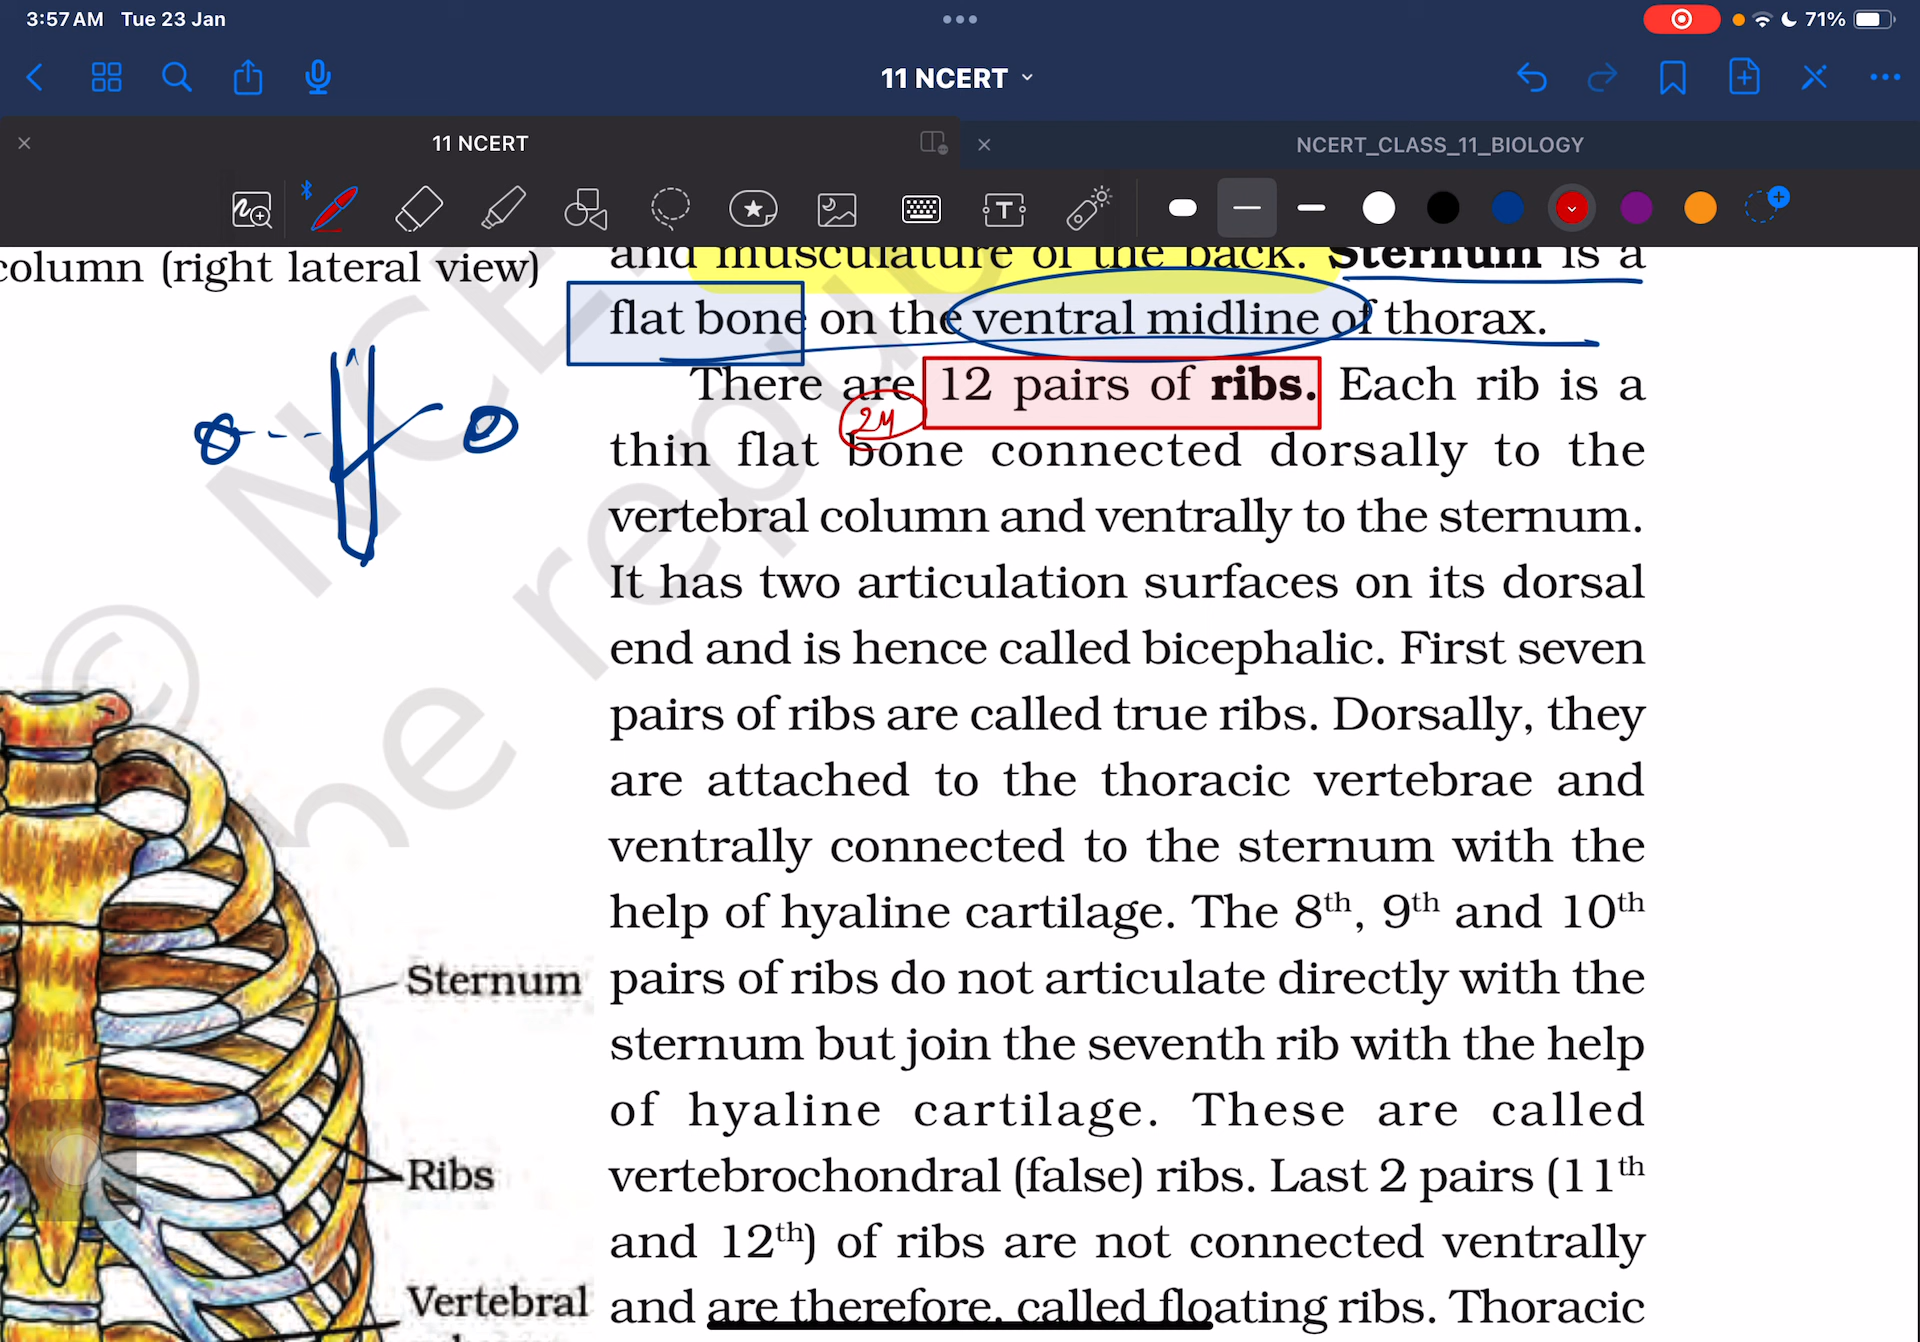 3:57 AM Tue 23 Jan
71%
11 NCERT
11 NCERT
NCERT_CLASS_11_BIOLOGY
column (right lateral view)
and musculature of the back. Sternum is a
flat bone on the ventral midline of thorax.
There are 12 pairs of ribs. Each rib is a
24
thin flat bone connected dorsally to the
vertebral column and ventrally to the sternum.
It has two articulation surfaces on its dorsal
end and is hence called bicephalic. First seven
pairs of ribs are called true ribs. Dorsally, they
are attached to the thoracic vertebrae and
ventrally connected to the sternum with the
help of hyaline cartilage. The 8th, 9th and 10th
pairs of ribs do not articulate directly with the
sternum but join the seventh rib with the help
of hyaline cartilage. These are called
vertebrochondral (false) ribs. Last 2 pairs (11th
and 12th) of ribs are not connected ventrally
and are therefore, called floating ribs. Thoracic
Sternum
Ribs
Vertebral
© NCE
he repub